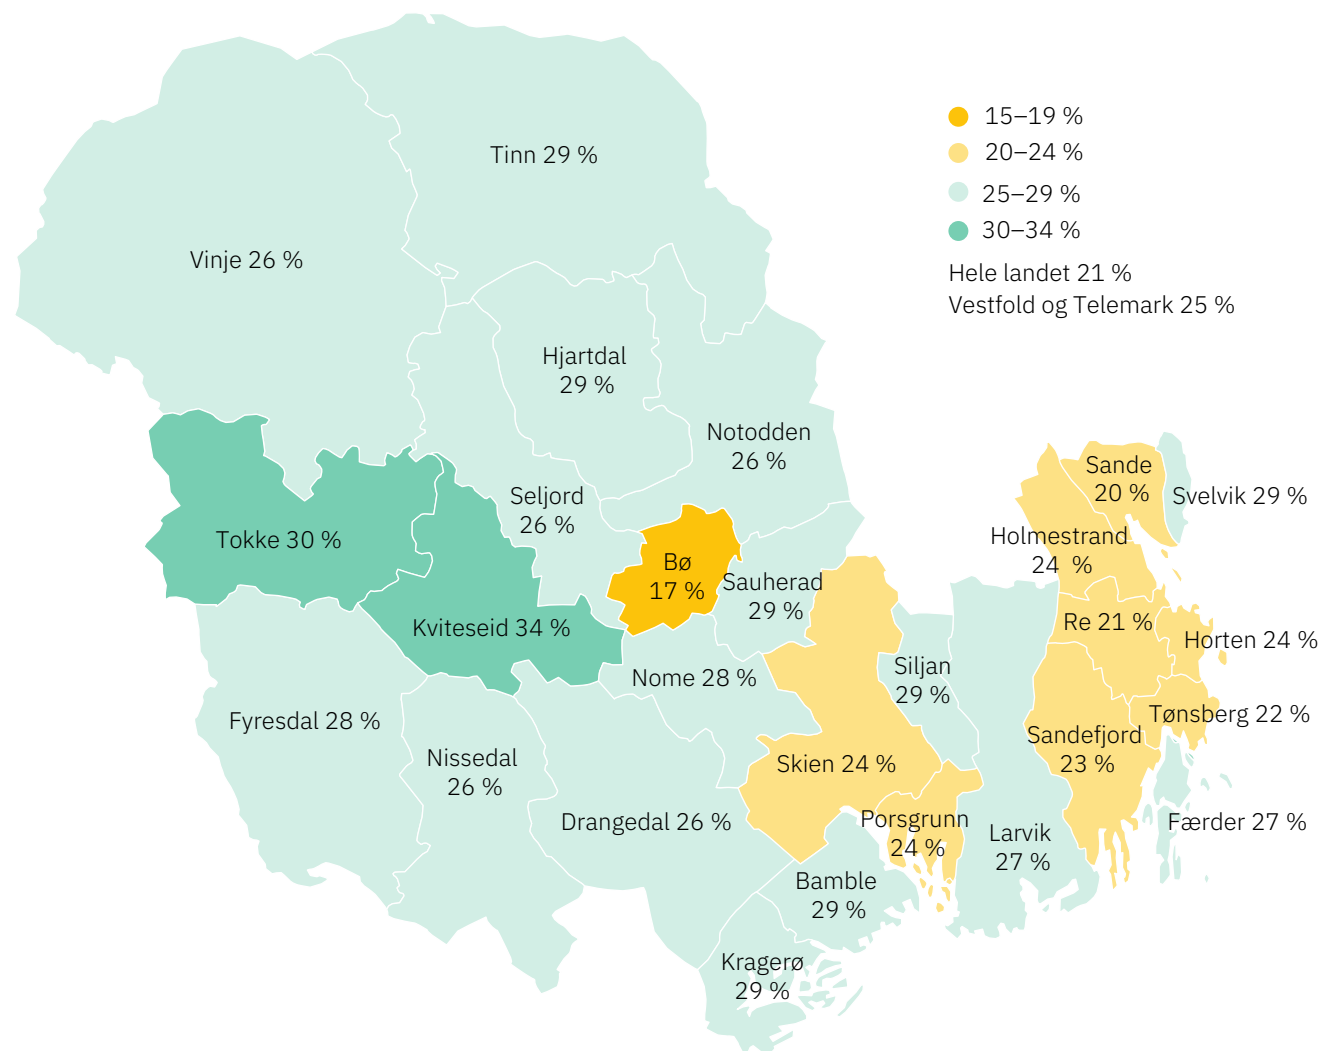 15–19 %
20–24 %
25–29 %
30–34 %
Hele landet 21 %
Vestfold og Telemark 25 %
Tinn 29 %
Vinje 26 %
Hjartdal
29 %
Notodden
26 %
Seljord
26 %
Sande
20 %
Svelvik 29 %
Holmestrand
24 %
Tokke 30 %
Bø
17 %
Sauherad
29 %
Kviteseid 34 %
Re 21 %
Horten 24 %
Nome 28 %
Siljan
29 %
Fyresdal 28 %
Tønsberg 22 %
Nissedal
26 %
Skien 24 %
Sandefjord
23 %
Drangedal 26 %
Porsgrunn
24 %
Larvik
27 %
Færder 27 %
Bamble
29 %
Kragerø
29 %